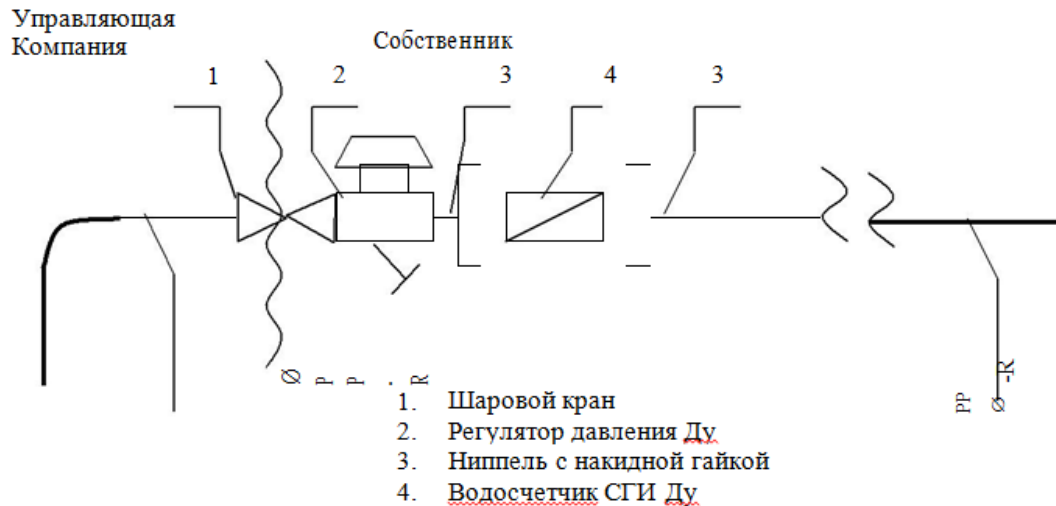 Управляющая
Компания
Собственник
1
2
3
4
3
Ø P P . R
PP Ø -R
1. Шаровой кран
2. Регулятор давления Ду
3. Ниппель с накидной гайкой
4. Водосчетчик СГИ Ду